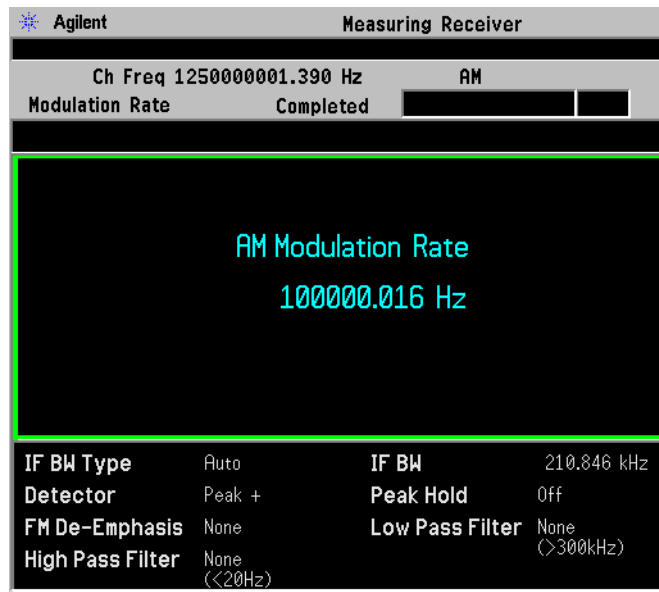 Agilent Measuring Receiver
Ch Freq 1250000001.390 Hz AM
Modulation Rate Completed
AM Modulation Rate
100000.016 Hz
IF BW Type Auto IF BW 210.846 kHz
Detector Peak + Peak Hold Off
FM De-Emphasis None Low Pass Filter None
(>300kHz)
High Pass Filter None
(<20Hz)